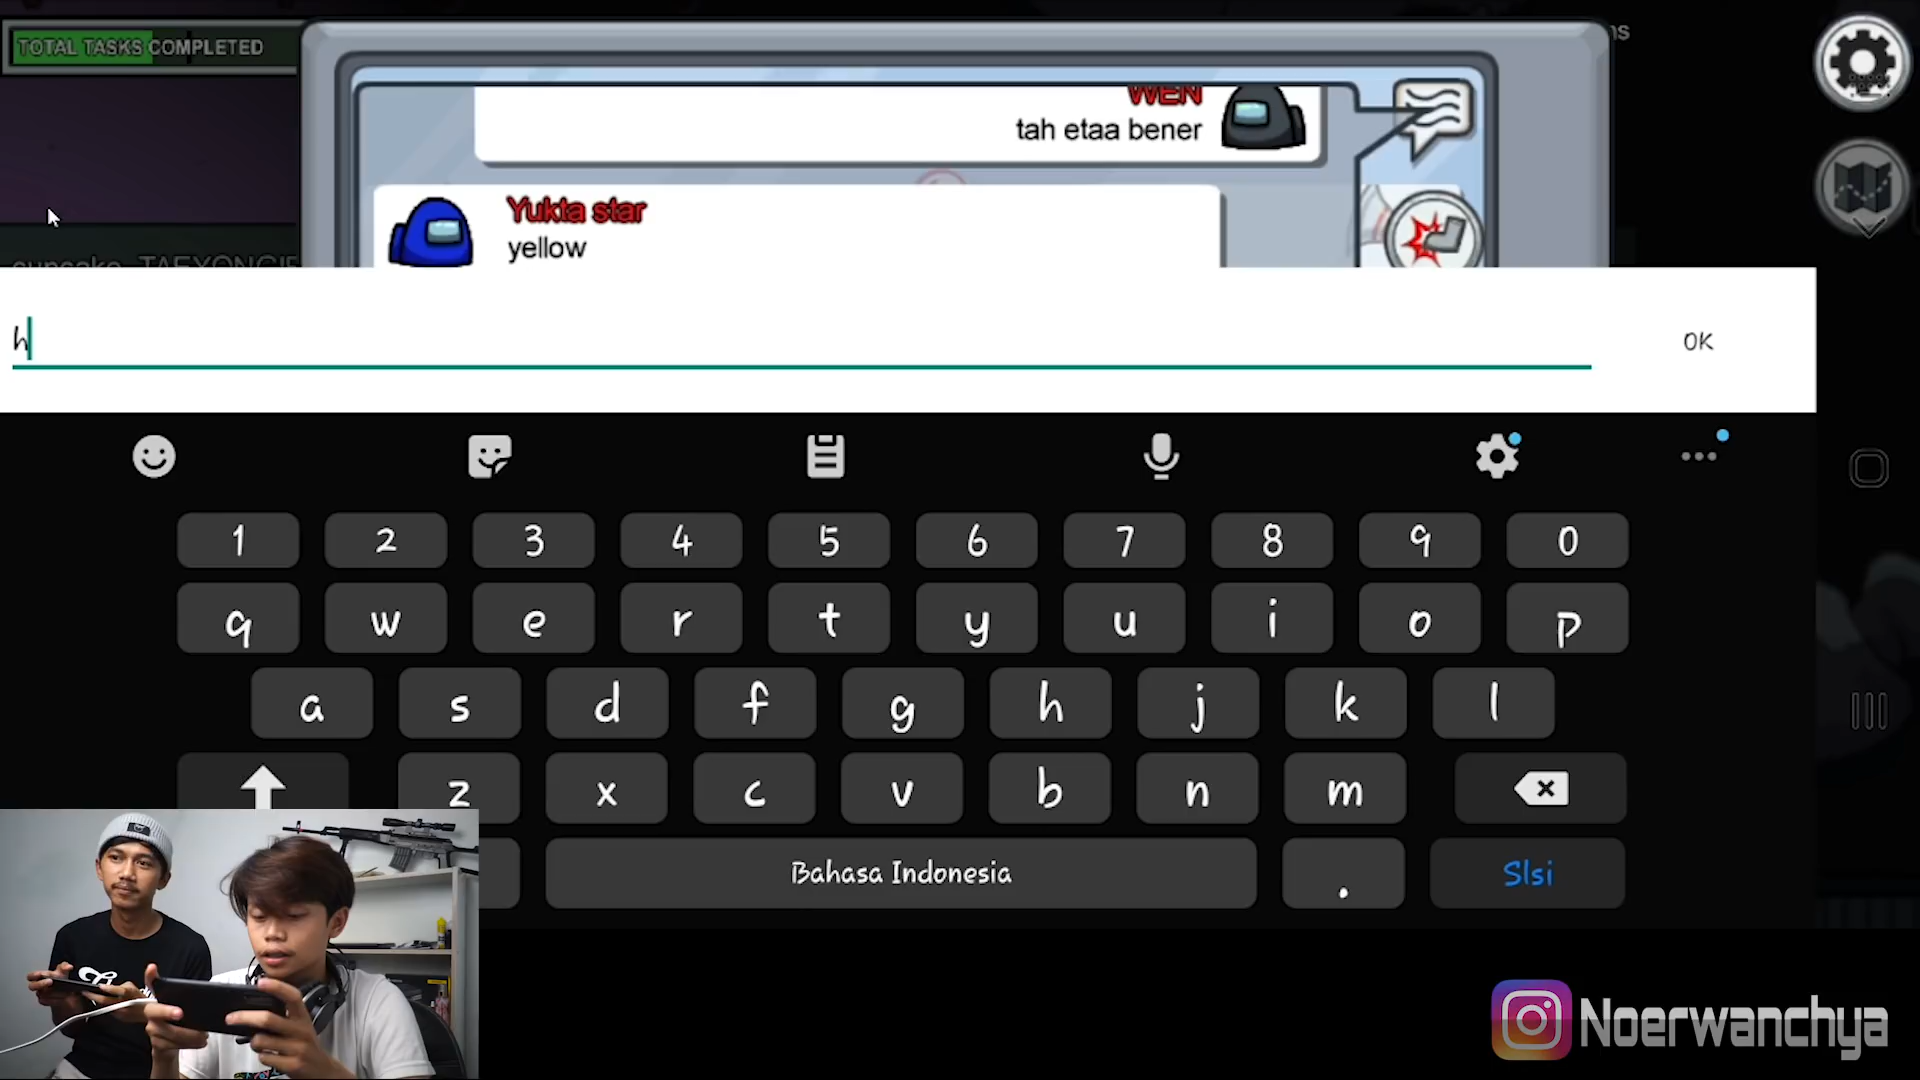 TOTAL TASKS COMPLETED
WEN
tah etaa bener
Yukta star
yellow
h
OK
1 2 3 4 5 6 7 8 9 0
q w e r t y u i o p
a s d f g h j k l
z x c v b n m
Bahasa Indonesia . Slsi
Noerwanchya